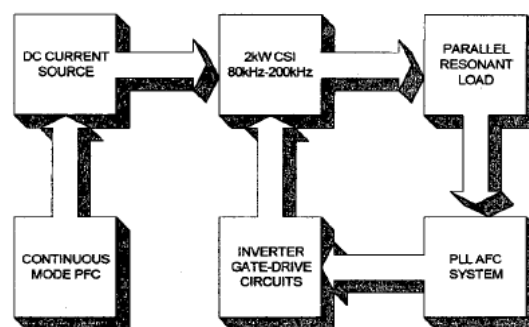 DC CURRENT
SOURCE
2kW CSI
80kHz-200kHz
PARALLEL
RESONANT
LOAD
CONTINUOUS
MODE PFC
INVERTER
GATE-DRIVE
CIRCUITS
PLL AFC
SYSTEM